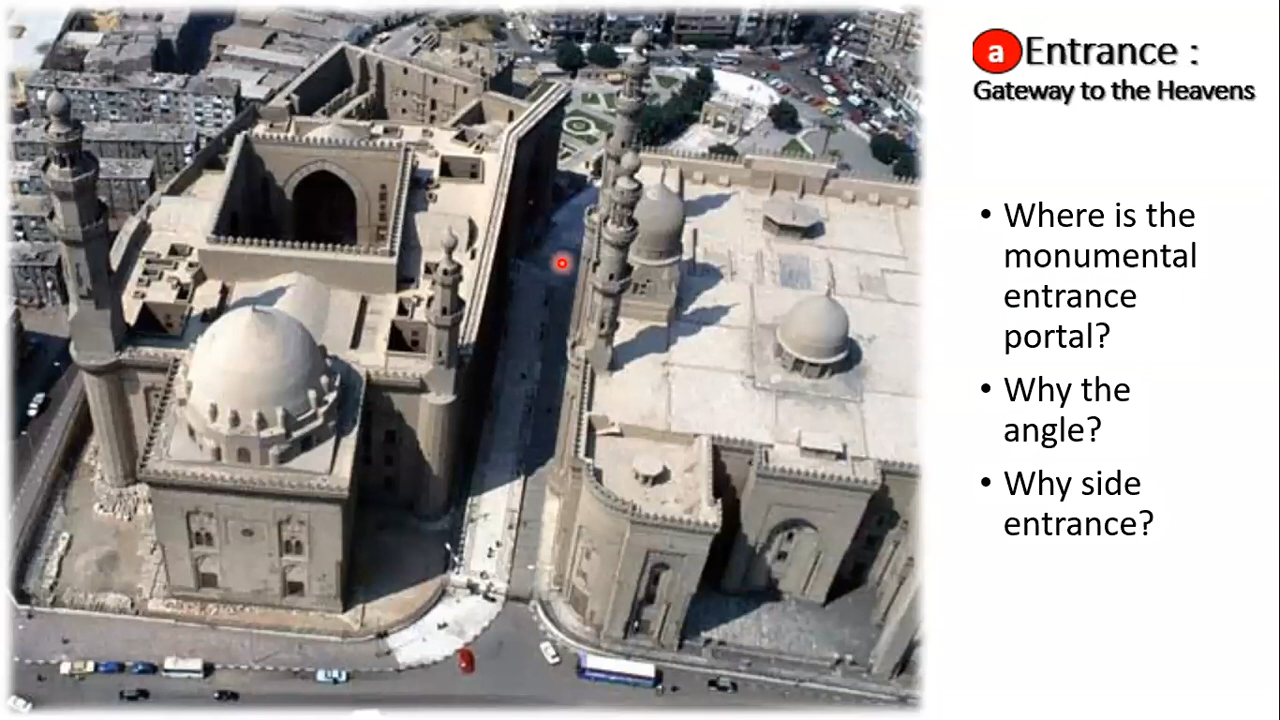 a Entrance :
Gateway to the Heavens
• Where is the
monumental
entrance
portal?
• Why the
angle?
• Why side
entrance?